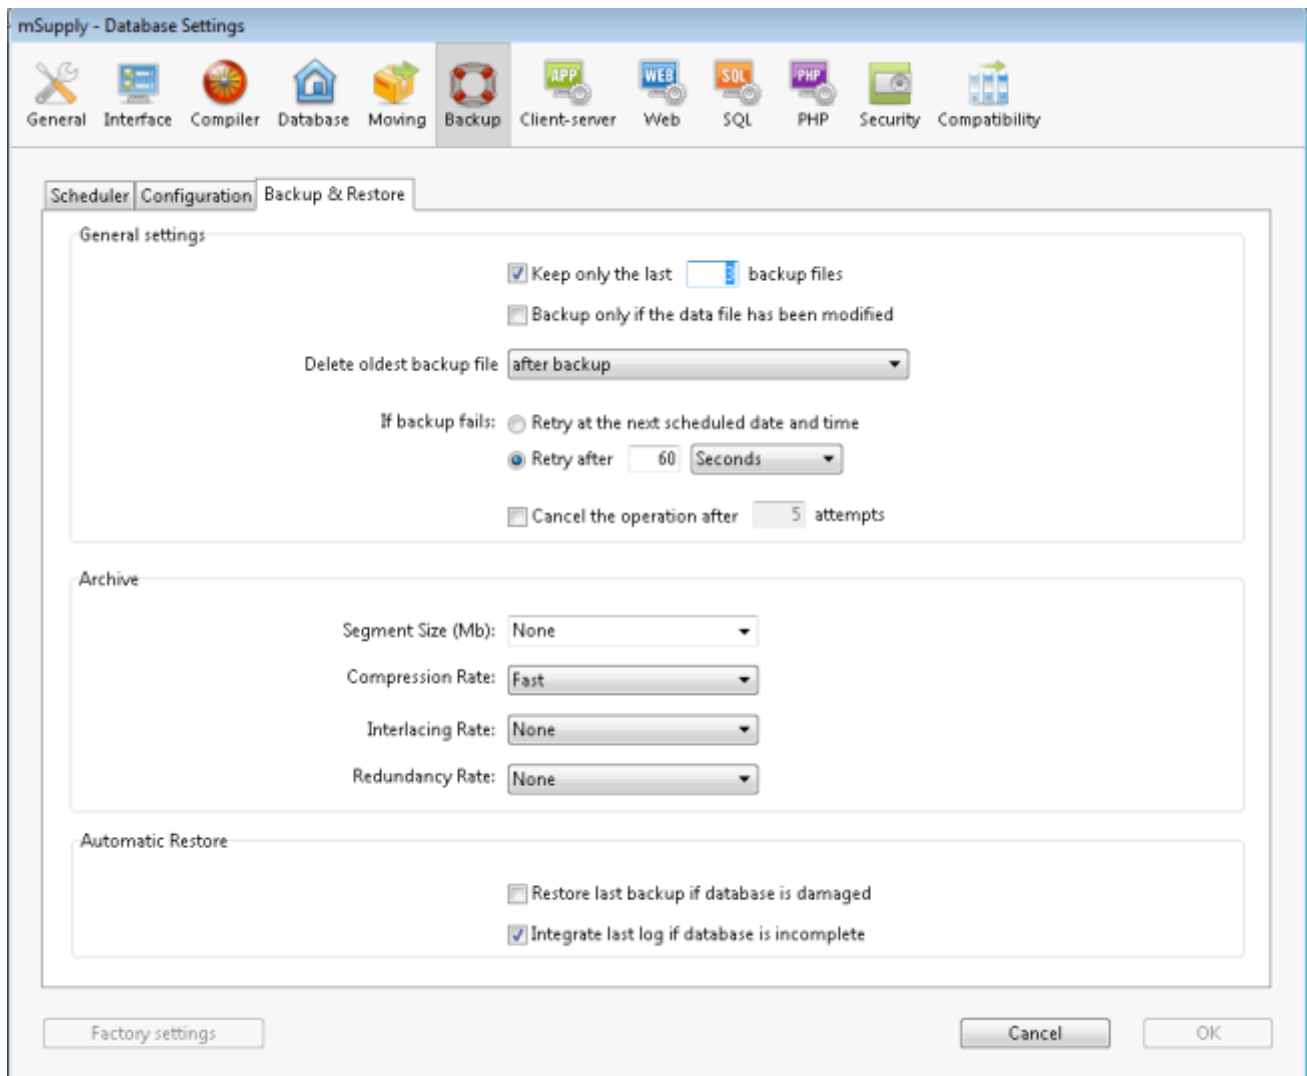 mSupply - Database Settings
APP WEB SQL PHP
General Interface Compiler Database Moving Backup Client-server Web SQL PHP Security Compatibility
Scheduler Configuration Backup & Restore
General settings
Keep only the last 3 backup files
Backup only if the data file has been modified
Delete oldest backup file after backup
If backup fails: Retry at the next scheduled date and time
Retry after 60 Seconds
Cancel the operation after 5 attempts
Archive
Segment Size (Mb): None
Compression Rate: Fast
Interlacing Rate: None
Redundancy Rate: None
Automatic Restore
Restore last backup if database is damaged
Integrate last log if database is incomplete
Factory settings Cancel OK